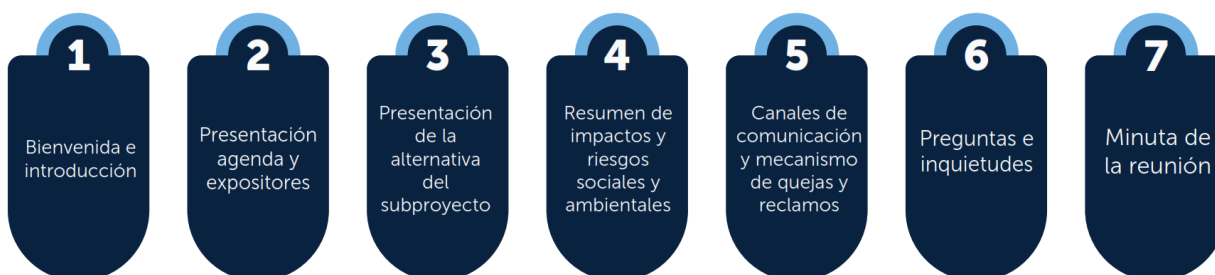 1
Bienvenida e
introducción
2
Presentación
agenda y
expositores
3
Presentación
de la
alternativa
del
subproyecto
4
Resumen de
impactos y
riesgos
sociales y
ambientales
5
Canales de
comunicación
y mecanismo
de quejas y
reclamos
6
Preguntas e
inquietudes
7
Minuta de
la reunión